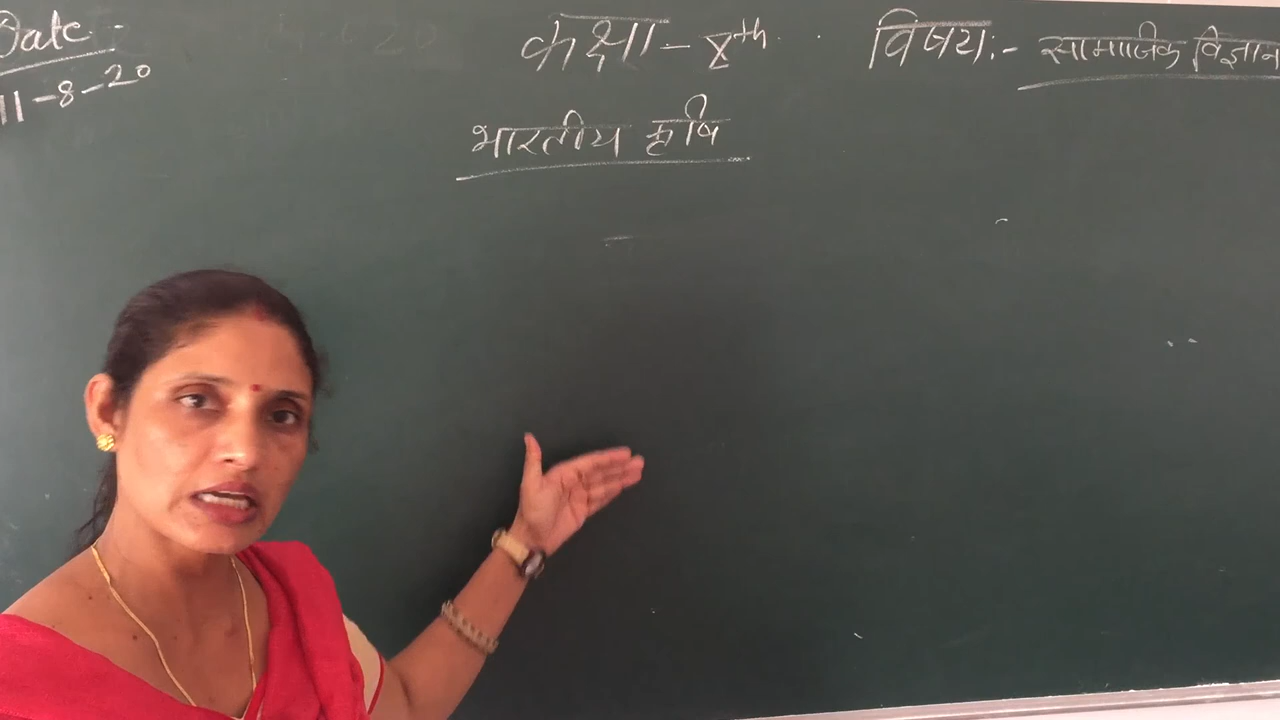 Date :-
11-8-20
कक्षा - X th
विषय :- सामाजिक विज्ञान
भारतीय कृषि